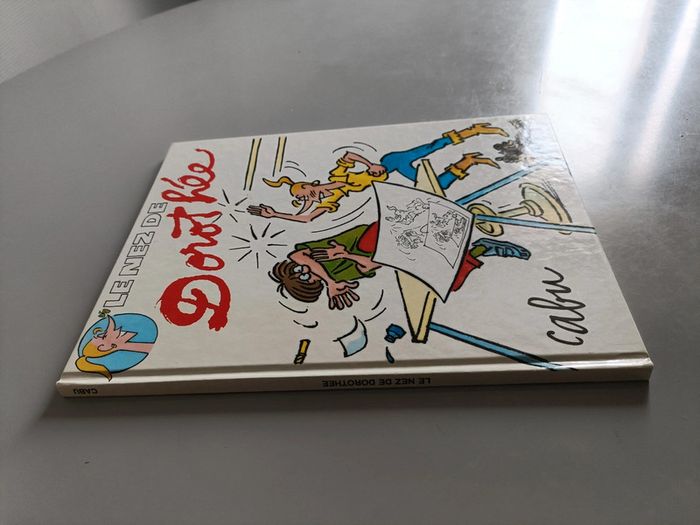 LE NEZ DE
Dorothée
cabu
CABU
LE NEZ DE DOROTHEE